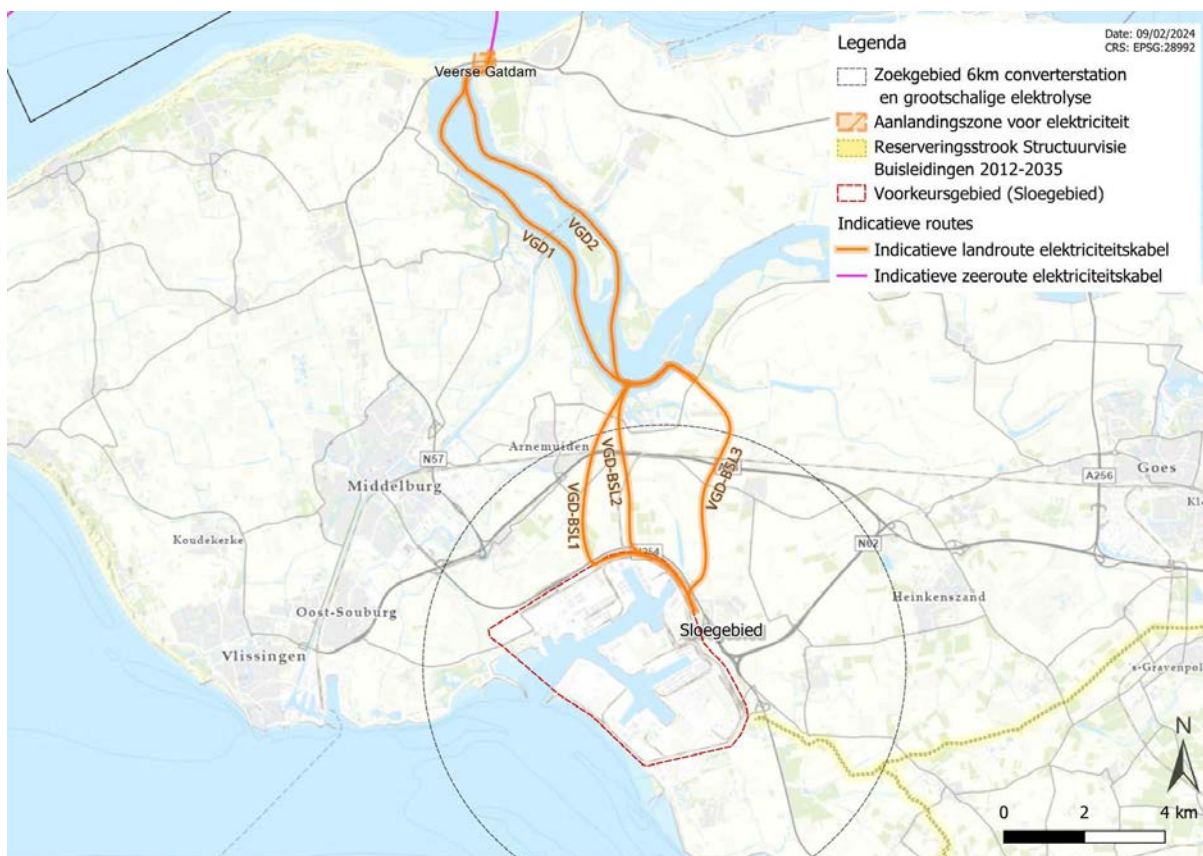 Legenda
Date: 09/02/2024
CRS: EPSG:28992
Zoekgebied 6km converterstation
en grootschalige elektrolyse
Aanlandingszone voor elektriciteit
Reserveringsstrook Structuurvisie
Buisleidingen 2012-2035
Voorkeursgebied (Sloegebied)
Indicatieve routes
Indicatieve landroute elektriciteitskabel
Indicatieve zeeroute elektriciteitskabel
Veerse Gatdam
VGD1
VGD2
Arnemuiden
N57
Middelburg
VGD-BSL1
VGD-BSL2
VGD-BSL3
Goes
A256
Koudekerke
N62
Oost-Souburg
Heinkenszand
Sloegebied
Vlissingen
's-Gravenpol
N
0 2 4 km